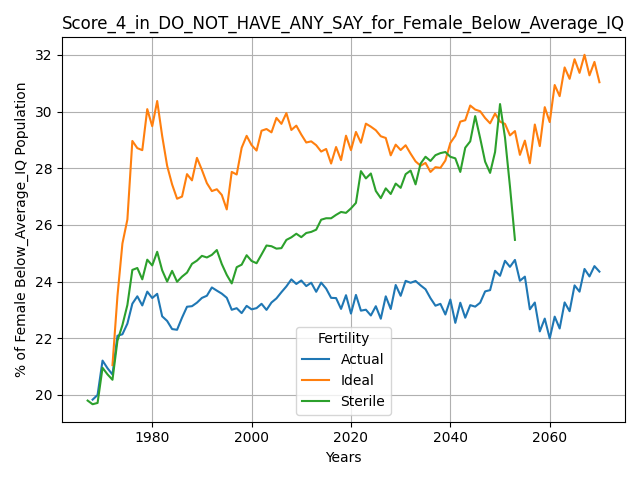 Score_4_in_DO_NOT_HAVE_ANY_SAY_for_Female_Below_Average_IQ
% of Female Below_Average_IQ Population
32
30
28
26
24
22
20
Fertility
Actual
Ideal
Sterile
1980
2000
2020
2040
2060
Years